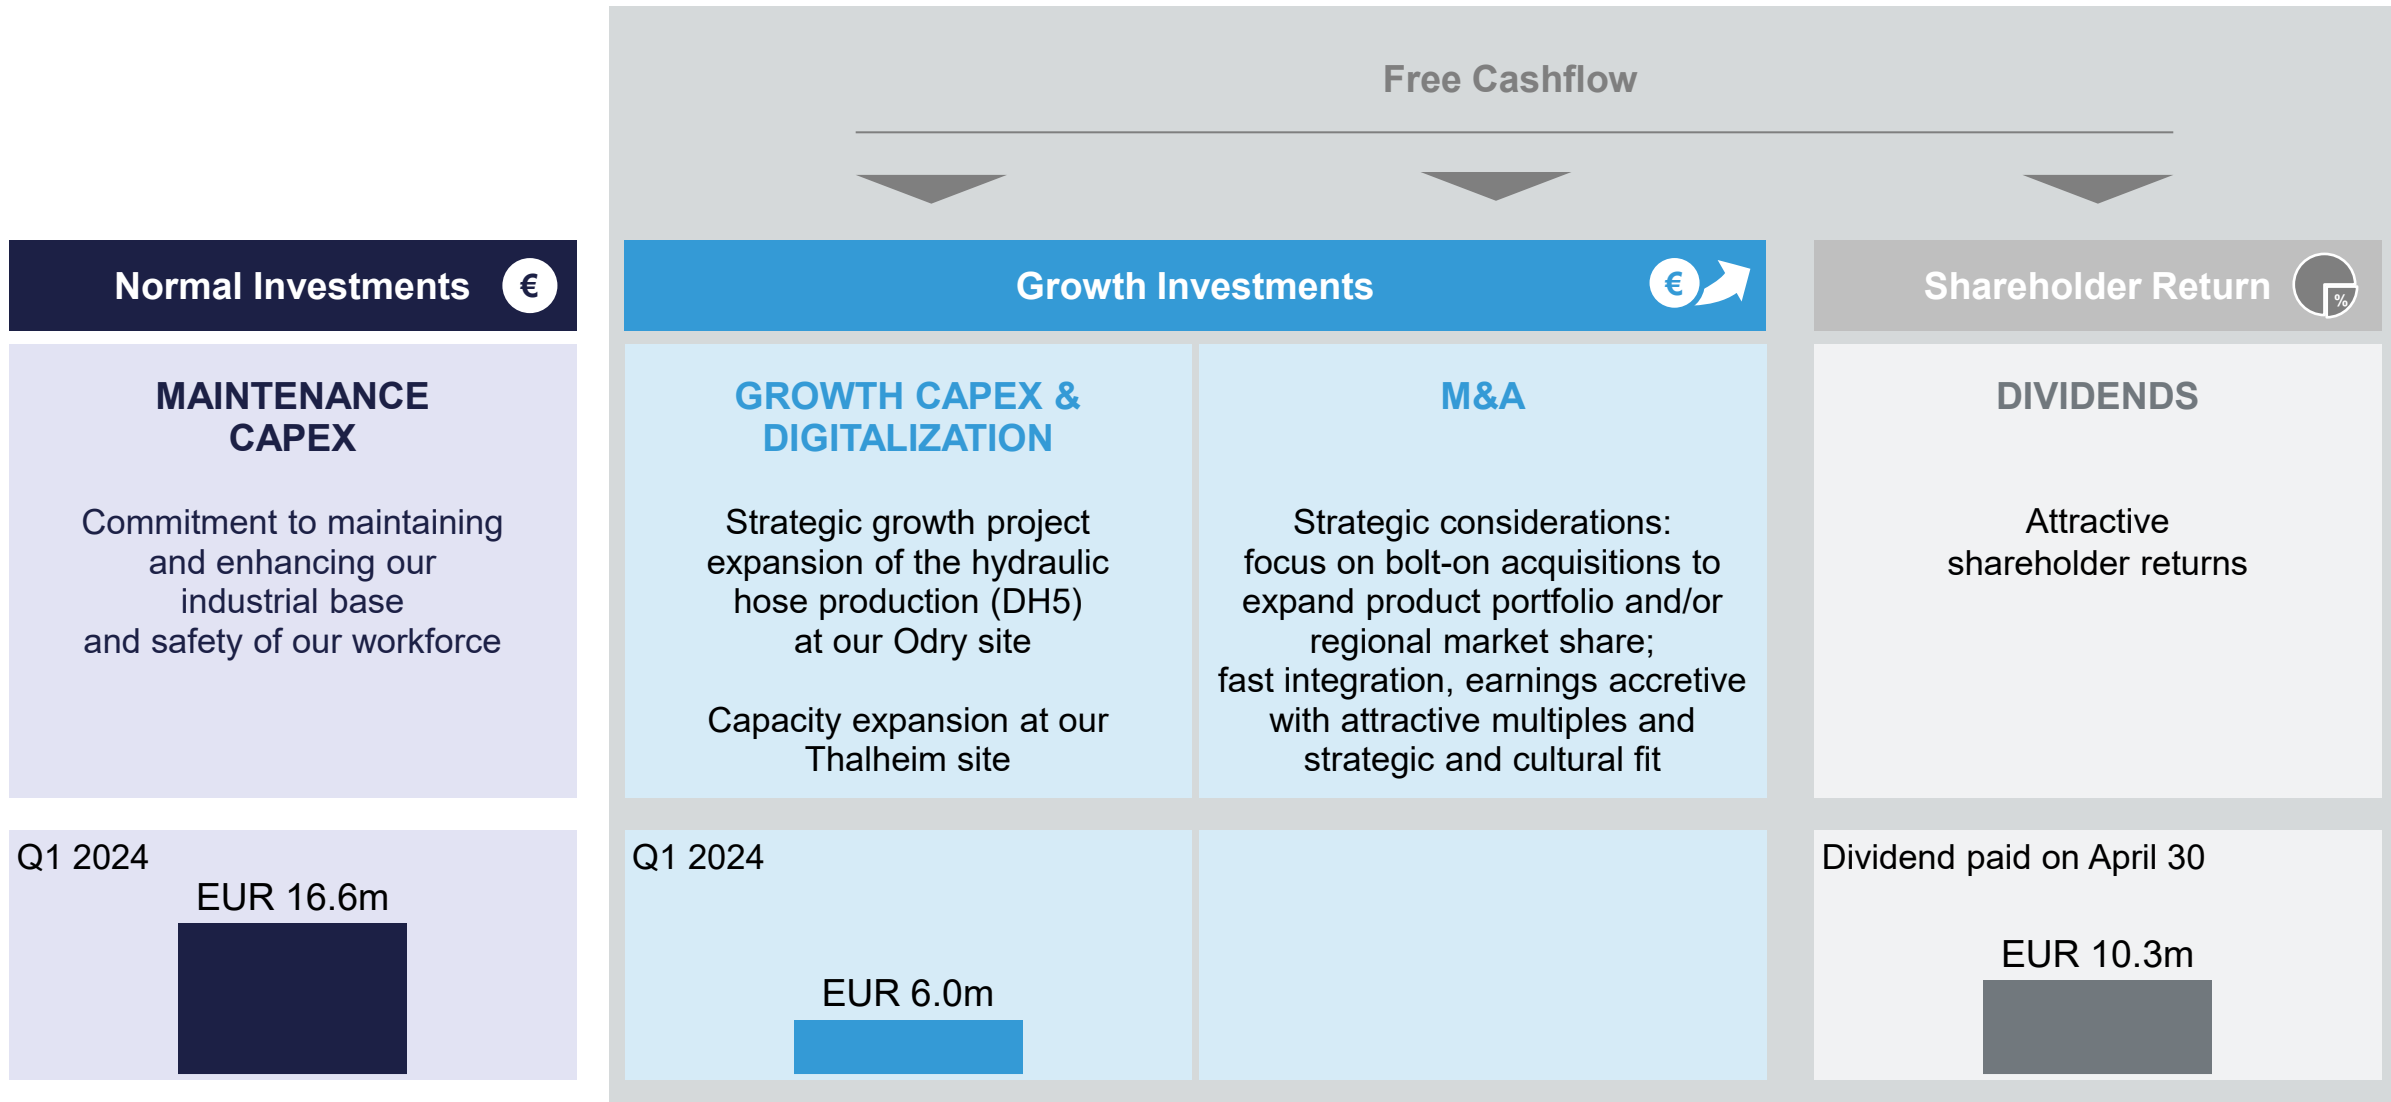 Free Cashflow
Normal Investments €
Growth Investments €
Shareholder Return %
MAINTENANCE
CAPEX
Commitment to maintaining
and enhancing our
industrial base
and safety of our workforce
GROWTH CAPEX &
DIGITALIZATION
Strategic growth project
expansion of the hydraulic
hose production (DH5)
at our Odry site
Capacity expansion at our
Thalheim site
M&A
Strategic considerations:
focus on bolt-on acquisitions to
expand product portfolio and/or
regional market share;
fast integration, earnings accretive
with attractive multiples and
strategic and cultural fit
DIVIDENDS
Attractive
shareholder returns
Q1 2024
EUR 16.6m
Q1 2024
EUR 6.0m
Dividend paid on April 30
EUR 10.3m